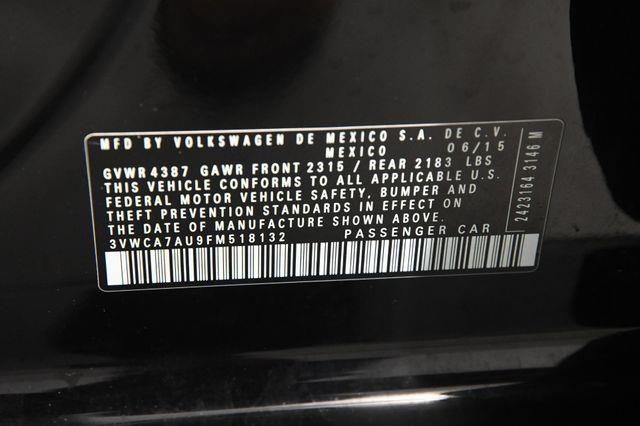 MFD BY VOLKSWAGEN DE MEXICO S.A. DE C.V.
MEXICO 06/15
GVWR 4387 GAWR FRONT 2315 / REAR 2183 LBS
THIS VEHICLE CONFORMS TO ALL APPLICABLE U.S.
FEDERAL MOTOR VEHICLE SAFETY, BUMPER AND
THEFT PREVENTION STANDARDS IN EFFECT ON
THE DATE OF MANUFACTURE SHOWN ABOVE.
3VWCA7AU9FM518132 PASSENGER CAR
2423164 3146 M